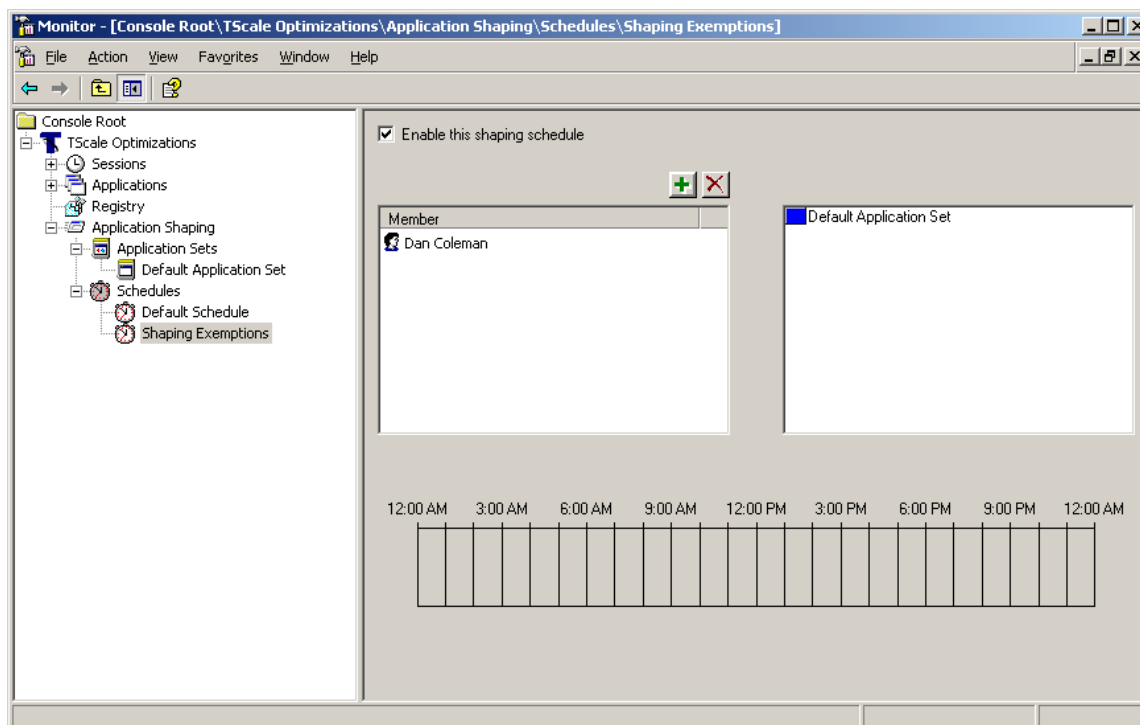 Monitor - [Console Root\TScale Optimizations\Application Shaping\Schedules\Shaping Exemptions]
File Action View Favorites Window Help
Console Root
TScale Optimizations
Sessions
Applications
Registry
Application Shaping
Application Sets
Default Application Set
Schedules
Default Schedule
Shaping Exemptions
Enable this shaping schedule
Member
Dan Coleman
Default Application Set
12:00 AM 3:00 AM 6:00 AM 9:00 AM 12:00 PM 3:00 PM 6:00 PM 9:00 PM 12:00 AM